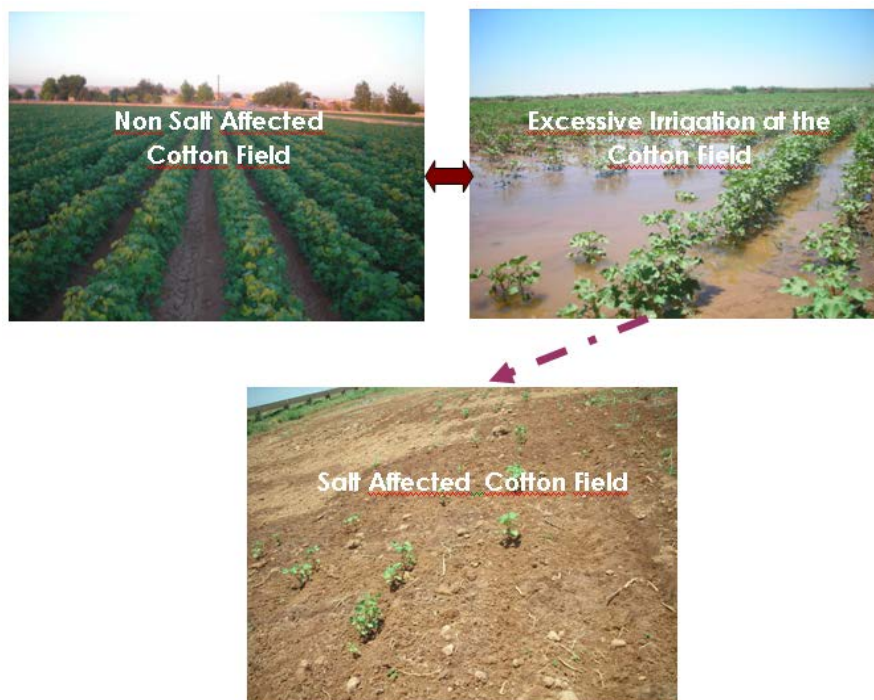 Non Salt Affected
Cotton Field
Excessive Irrigation at the
Cotton Field
Salt Affected Cotton Field